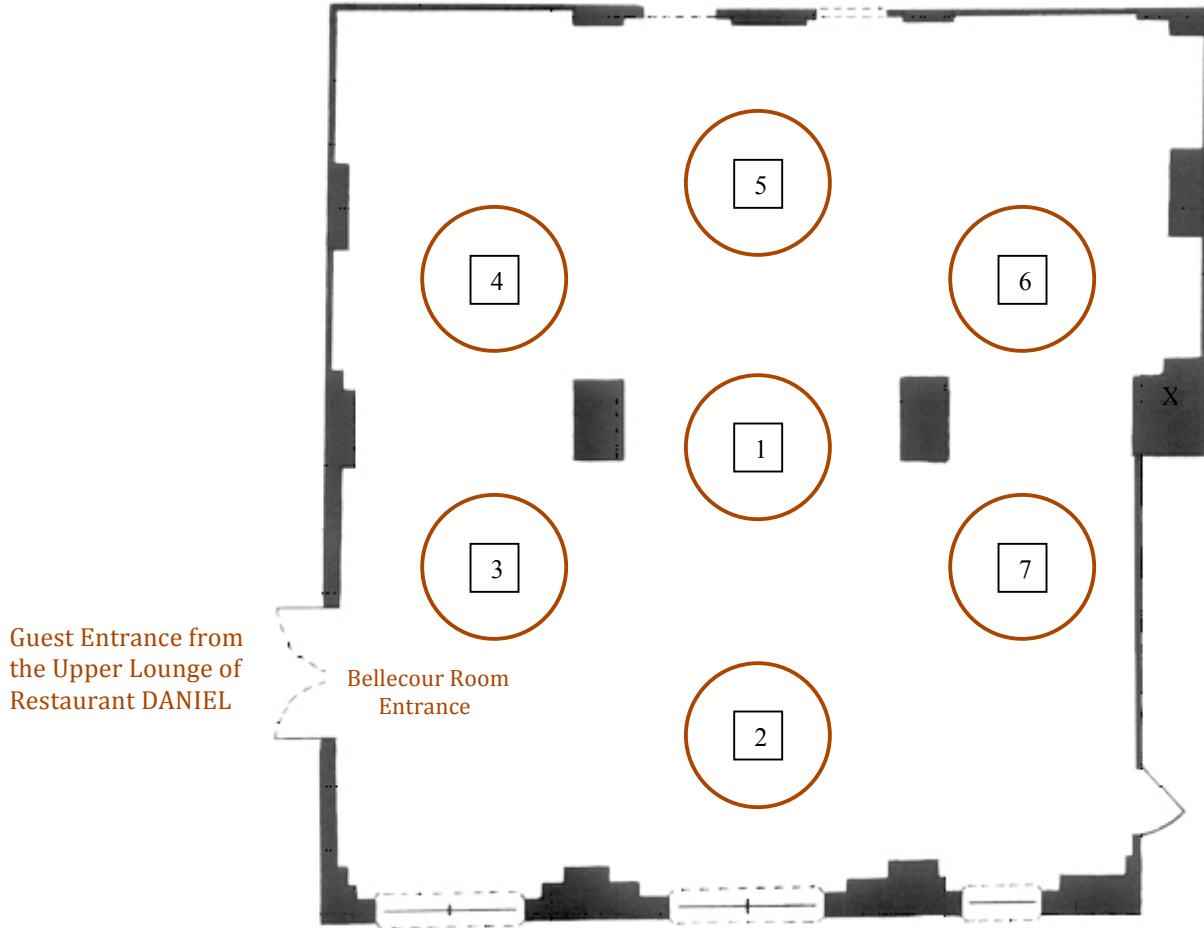 5
4
6
X
1
3
7
Guest Entrance from
the Upper Lounge of
Restaurant DANIEL
Bellecour Room
Entrance
2